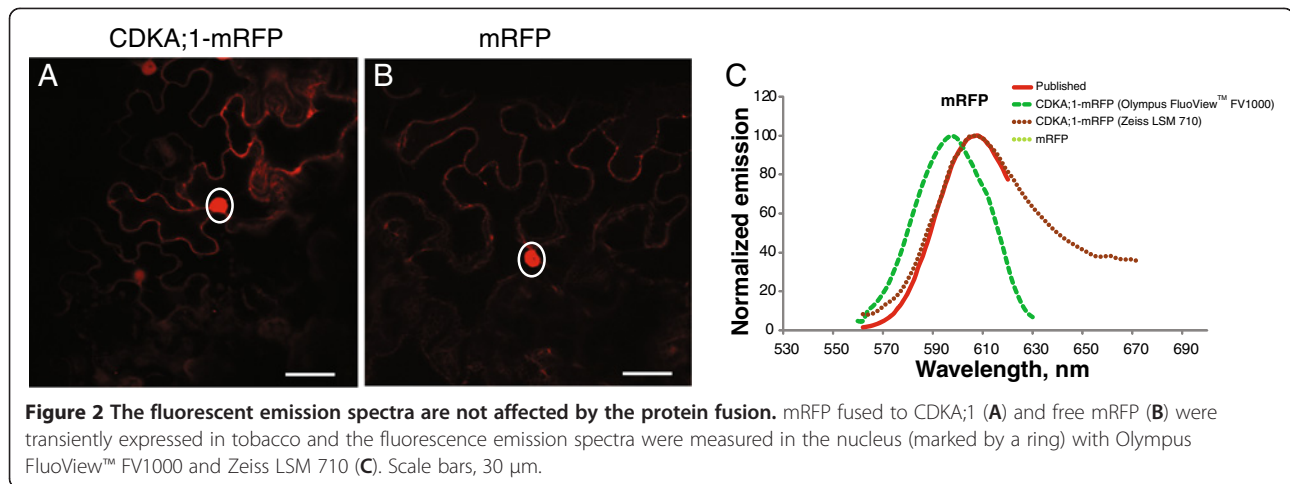 CDKA;1-mRFP
mRFP
A
B
C
mRFP
Published
CDKA;1-mRFP (Olympus FluoView™ FV1000)
CDKA;1-mRFP (Zeiss LSM 710)
mRFP
Normalized emission
120
100
80
60
40
20
0
530 550 570 590 610 630 650 670 690
Wavelength, nm
Figure 2 The fluorescent emission spectra are not affected by the protein fusion. mRFP fused to CDKA;1 (A) and free mRFP (B) were
transiently expressed in tobacco and the fluorescence emission spectra were measured in the nucleus (marked by a ring) with Olympus
FluoView™ FV1000 and Zeiss LSM 710 (C). Scale bars, 30 μm.